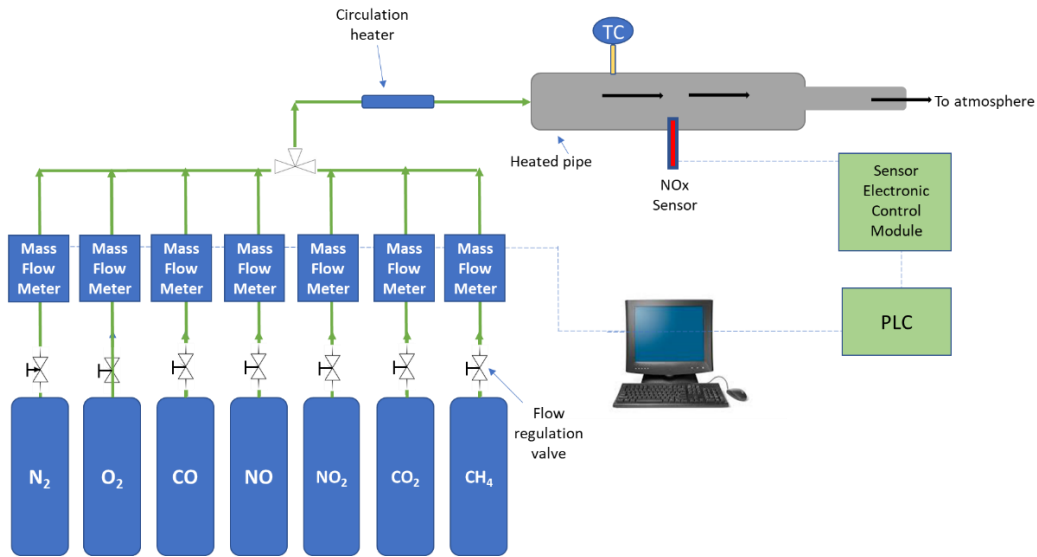 Circulation
heater
TC
To atmosphere
Heated pipe
NOx
Sensor
Sensor
Electronic
Control
Module
Mass
Flow
Meter
Mass
Flow
Meter
Mass
Flow
Meter
Mass
Flow
Meter
Mass
Flow
Meter
Mass
Flow
Meter
Mass
Flow
Meter
PLC
Flow
regulation
valve
N₂
O₂
CO
NO
NO₂
CO₂
CH₄